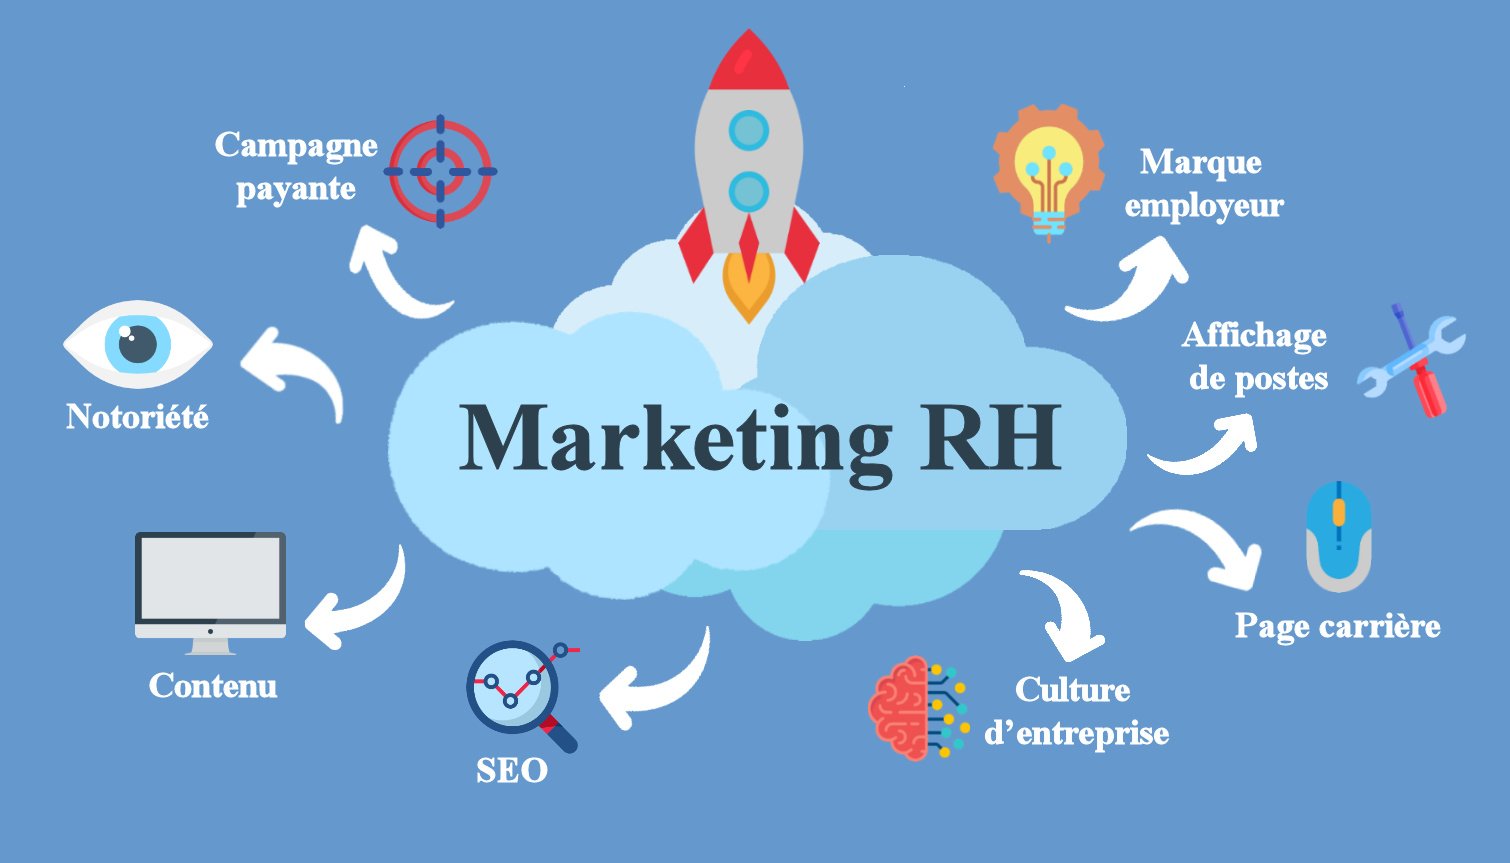 Campagne
payante
Marque
employeur
Notoriété
Affichage
de postes
Marketing RH
Contenu
Page carrière
SEO
Culture
d’entreprise